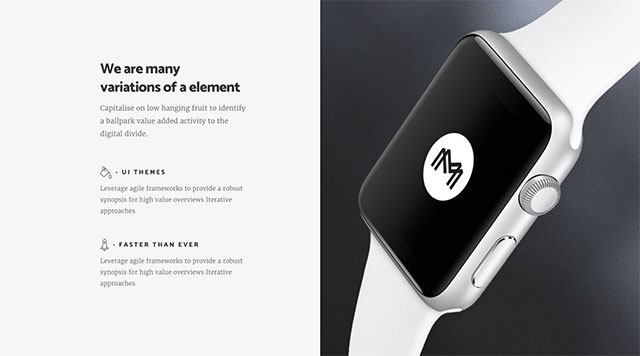 We are many
variations of a element
Capitalise on low hanging fruit to identify
a ballpark value added activity to the
digital divide.
- UI THEMES
Leverage agile frameworks to provide a robust
synopsis for high value overviews Iterative
approaches.
- FASTER THAN EVER
Leverage agile frameworks to provide a robust
synopsis for high value overviews Iterative
approaches.